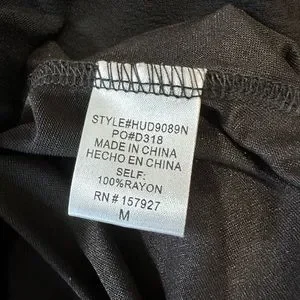 STYLE#HUD9089N
PO#D318
MADE IN CHINA
HECHO EN CHINA
SELF:
100%RAYON
RN # 157927
M